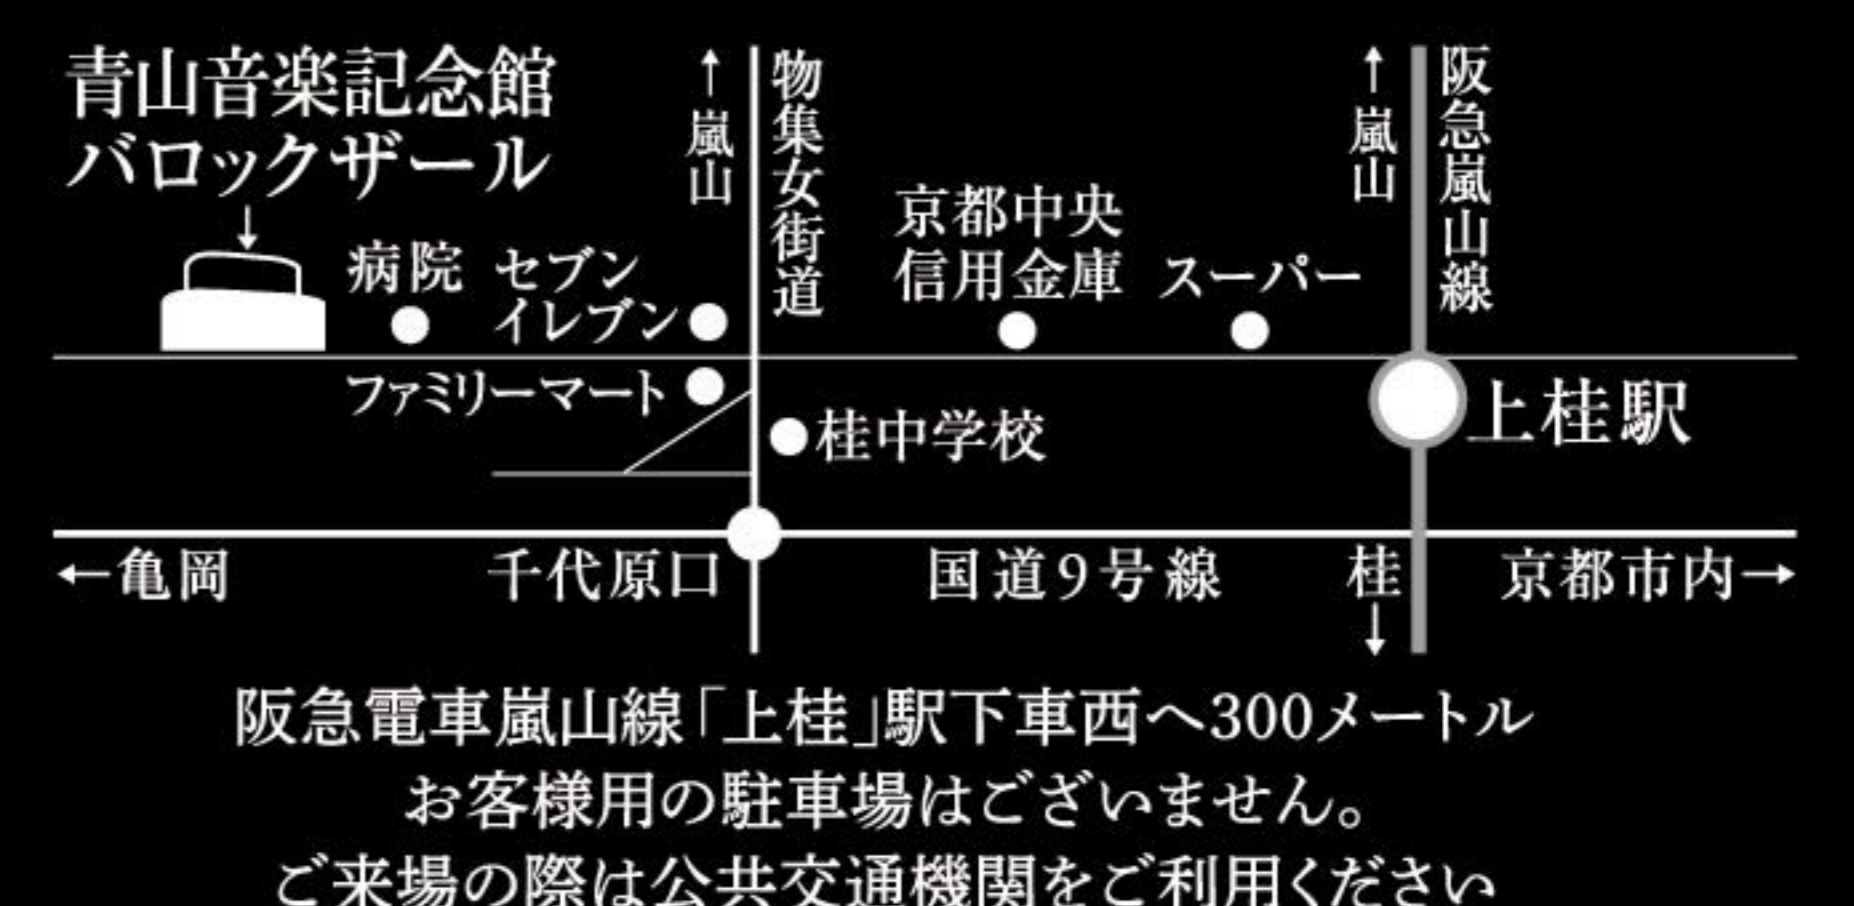 青山音楽記念館
バロックザール
↑嵐山
物集女街道
↑嵐山
阪急嵐山線
病院
セブン
イレブン
京都中央
信用金庫
スーパー
ファミリーマート
桂中学校
上桂駅
←亀岡
千代原口
国道9号線
桂↓
京都市内→
阪急電車嵐山線「上桂」駅下車西へ300メートル
お客様用の駐車場はございません。
ご来場の際は公共交通機関をご利用ください